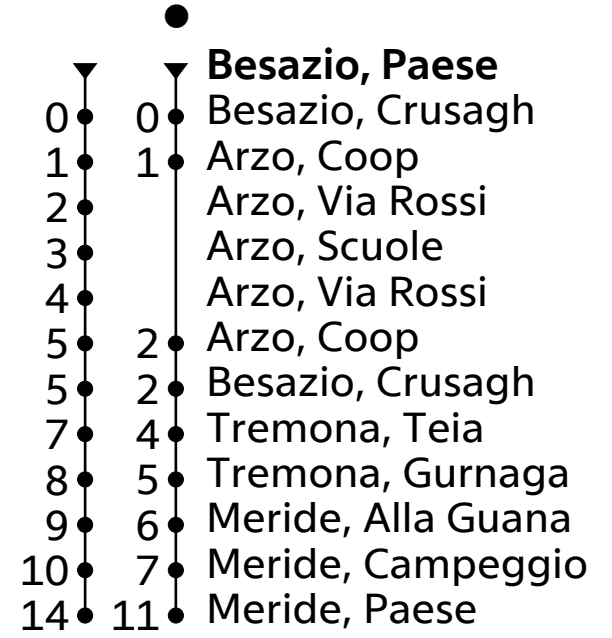 Besazio, Paese
0 0 Besazio, Crusagh
1 1 Arzo, Coop
2 Arzo, Via Rossi
3 Arzo, Scuole
4 Arzo, Via Rossi
5 2 Arzo, Coop
5 2 Besazio, Crusagh
7 4 Tremona, Teia
8 5 Tremona, Gurnaga
9 6 Meride, Alla Guana
10 7 Meride, Campeggio
14 11 Meride, Paese